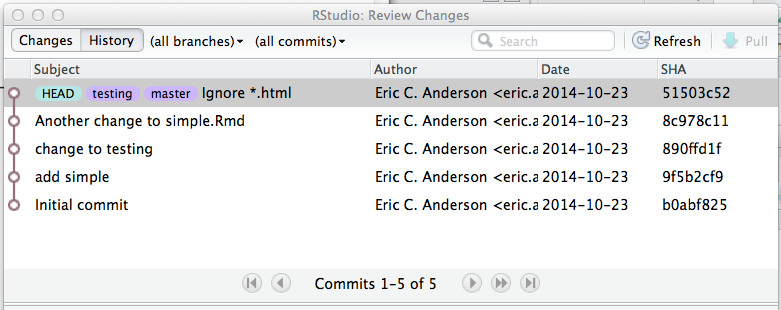 RStudio: Review Changes
Changes History (all branches) (all commits) Search Refresh Pull
Subject Author Date SHA
HEAD testing master Ignore *.html Eric C. Anderson <eric.a 2014-10-23 51503c52
Another change to simple.Rmd Eric C. Anderson <eric.a 2014-10-23 8c978c11
change to testing Eric C. Anderson <eric.a 2014-10-23 890ffd1f
add simple Eric C. Anderson <eric.a 2014-10-23 9f5b2cf9
Initial commit Eric C. Anderson <eric.a 2014-10-23 b0abf825
Commits 1-5 of 5